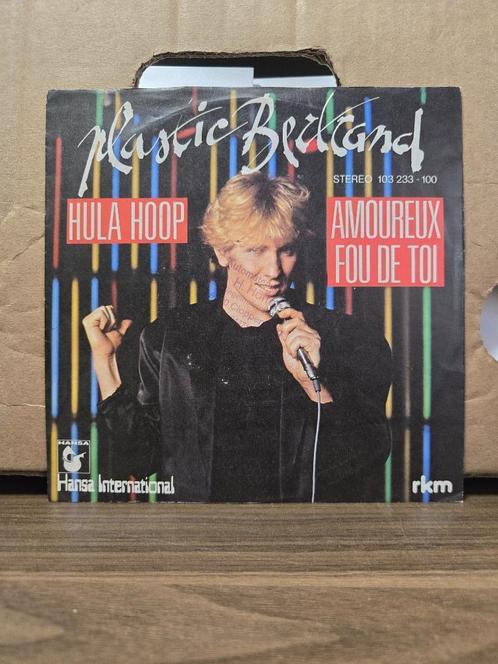 Plastic Bertrand
STEREO 103 233 - 100
HULA HOOP
AMOUREUX
FOU DE TOI
HANSA
Hansa International
rkm